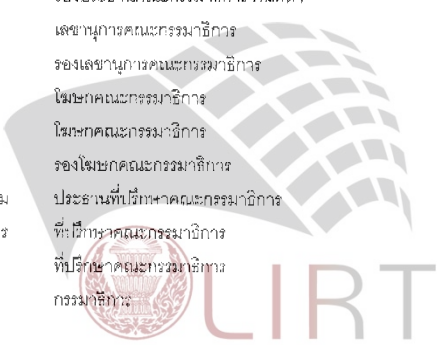 เลขานุการคณะกรรมาธิการ
รองเลขานุการคณะกรรมาธิการ
โฆษกคณะกรรมาธิการ
โฆษกคณะกรรมาธิการ
รองโฆษกคณะกรรมาธิการ
ม ประธานที่ปรึกษาคณะกรรมาธิการ
ร ที่ปรึกษาคณะกรรมาธิการ
ที่ปรึกษาคณะกรรมาธิการ
กรรมาธิการ
LIRT